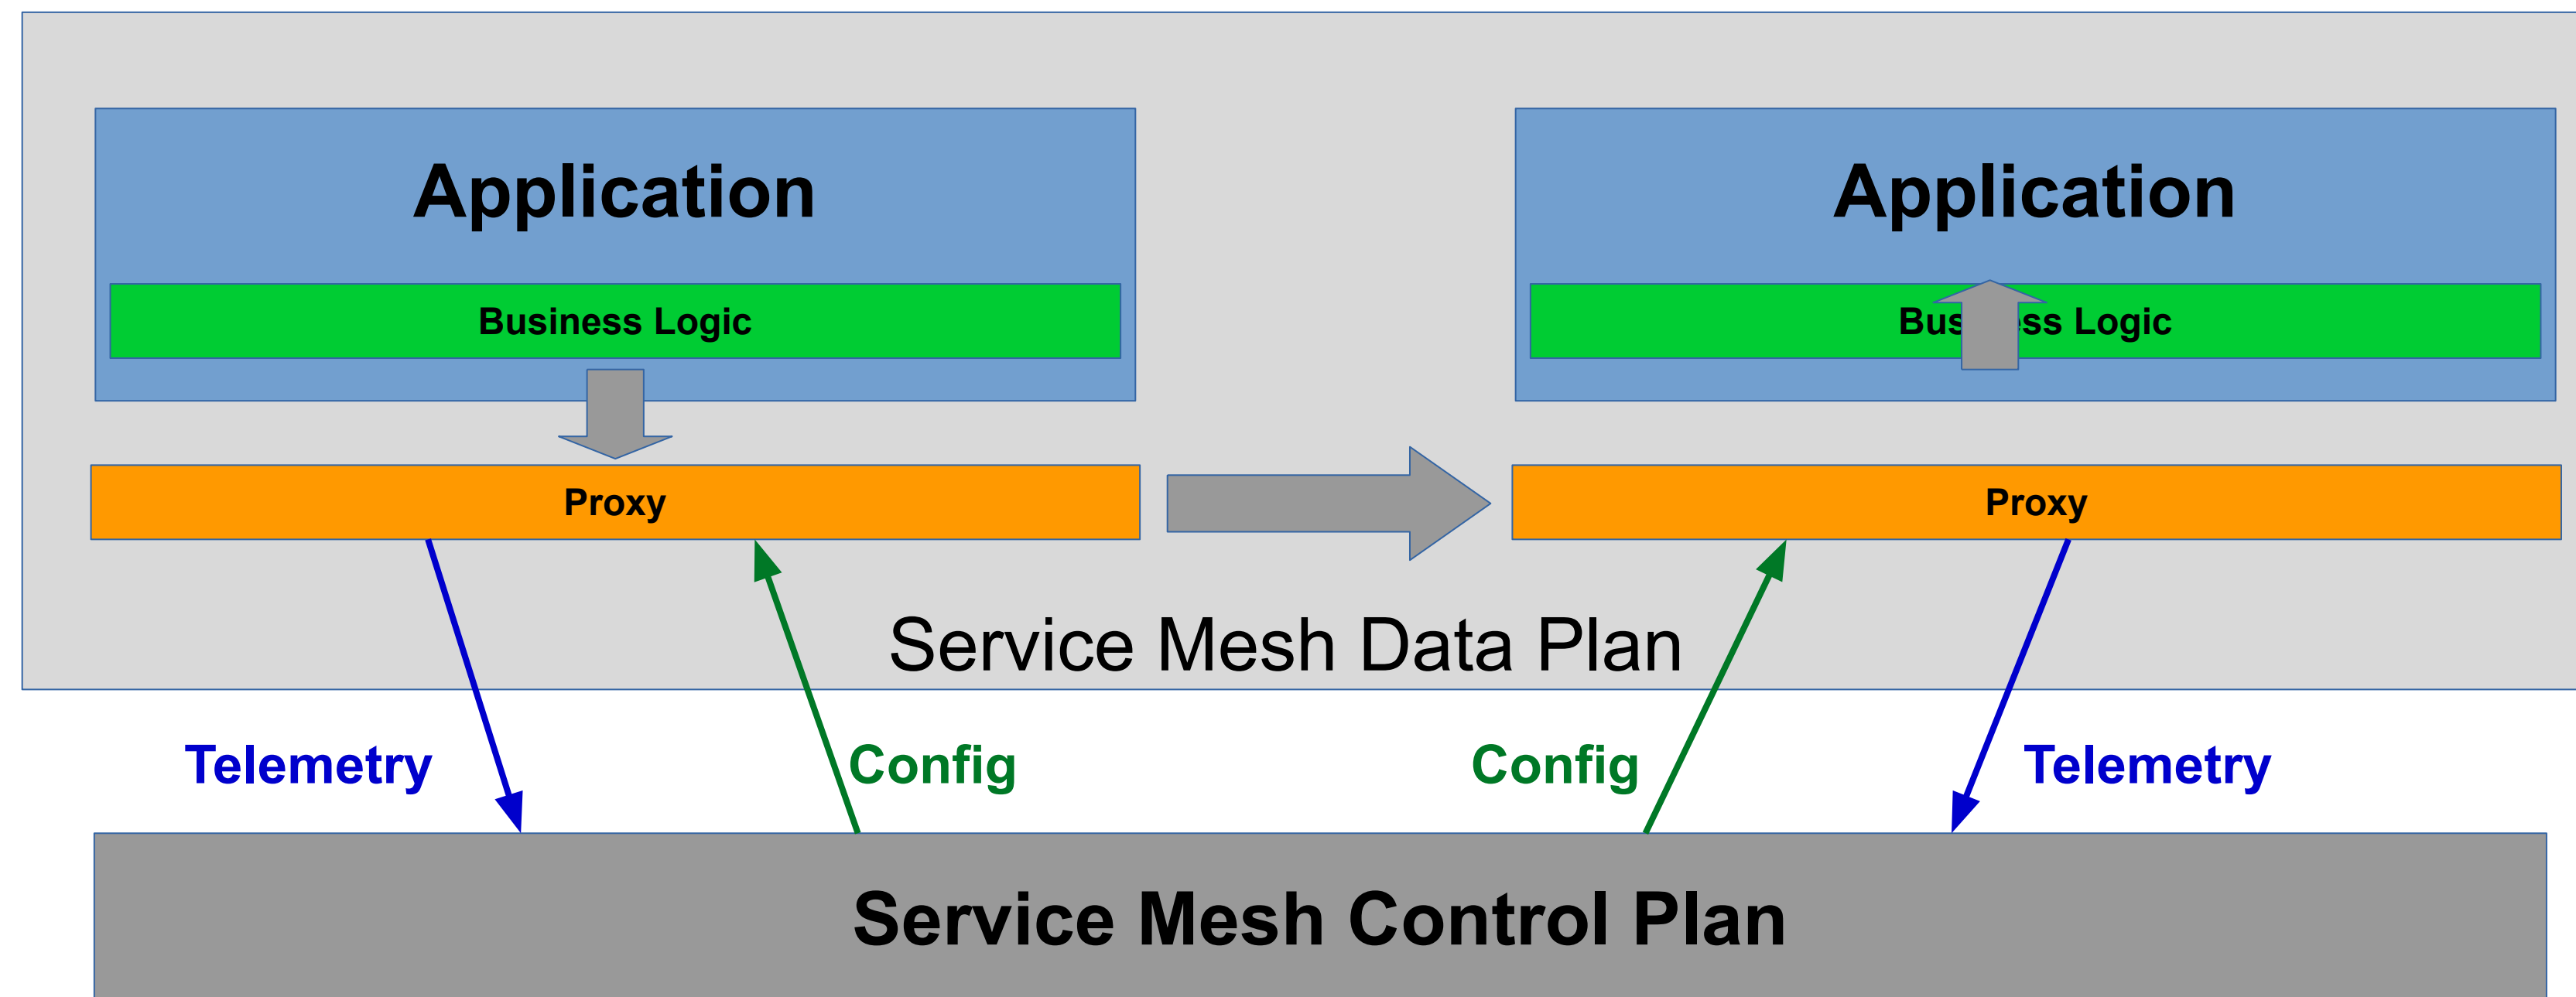 Application
Application
Business Logic
Bus ess Logic
Proxy
Proxy
Service Mesh Data Plan
Telemetry
Config
Config
Telemetry
Service Mesh Control Plan